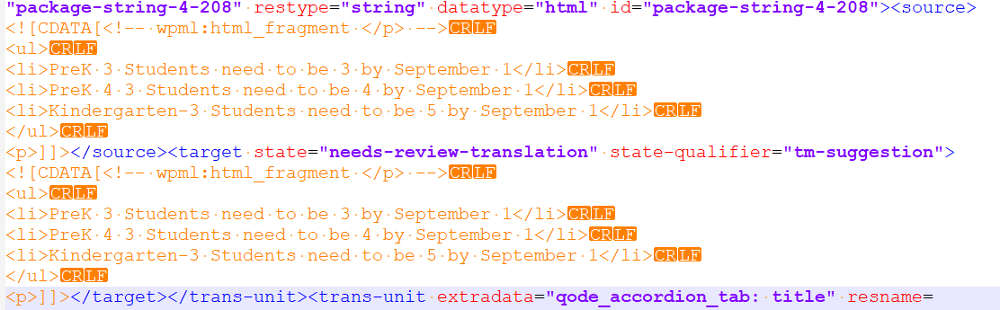 "package-string-4-208" restype="string" datatype="html" id="package-string-4-208"><source>
<![CDATA[<!-- wpml:html_fragment </p> -->CRLF
<ul>CRLF
<li>PreK 3 Students need to be 3 by September 1</li>CRLF
<li>PreK 4 3 Students need to be 4 by September 1</li>CRLF
<li>Kindergarten-3 Students need to be 5 by September 1</li>CRLF
</ul>CRLF
<p>]]></source><target state="needs-review-translation" state-qualifier="tm-suggestion">
<![CDATA[<!-- wpml:html_fragment </p> -->CRLF
<ul>CRLF
<li>PreK 3 Students need to be 3 by September 1</li>CRLF
<li>PreK 4 3 Students need to be 4 by September 1</li>CRLF
<li>Kindergarten-3 Students need to be 5 by September 1</li>CRLF
</ul>CRLF
<p>]]></target></trans-unit><trans-unit extradata="qode_accordion_tab: title" resname=